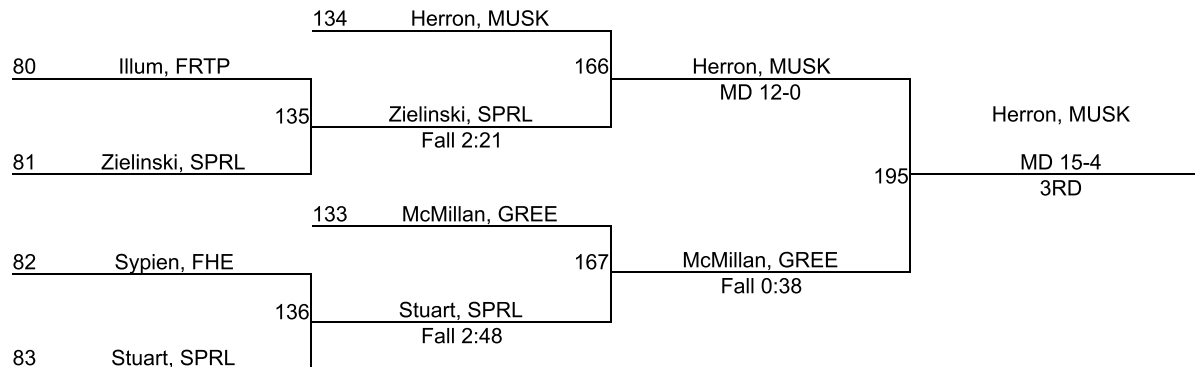 134 Herron, MUSK
80 Illum, FRTP
166 Herron, MUSK
MD 12-0
135 Zielinski, SPRL
Fall 2:21
Herron, MUSK
81 Zielinski, SPRL
195 MD 15-4
3RD
133 McMillan, GREE
82 Sypien, FHE
167 McMillan, GREE
Fall 0:38
136 Stuart, SPRL
Fall 2:48
83 Stuart, SPRL